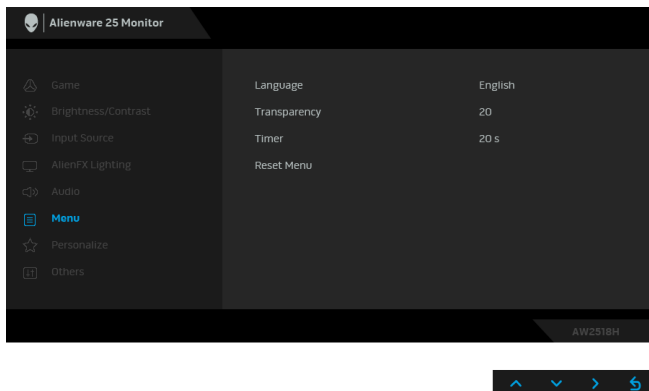 Alienware 25 Monitor
Game
Language English
Brightness/Contrast
Transparency 20
Input Source
Timer 20 s
AlienFX Lighting
Reset Menu
Audio
Menu
Personalize
Others
AW2518H